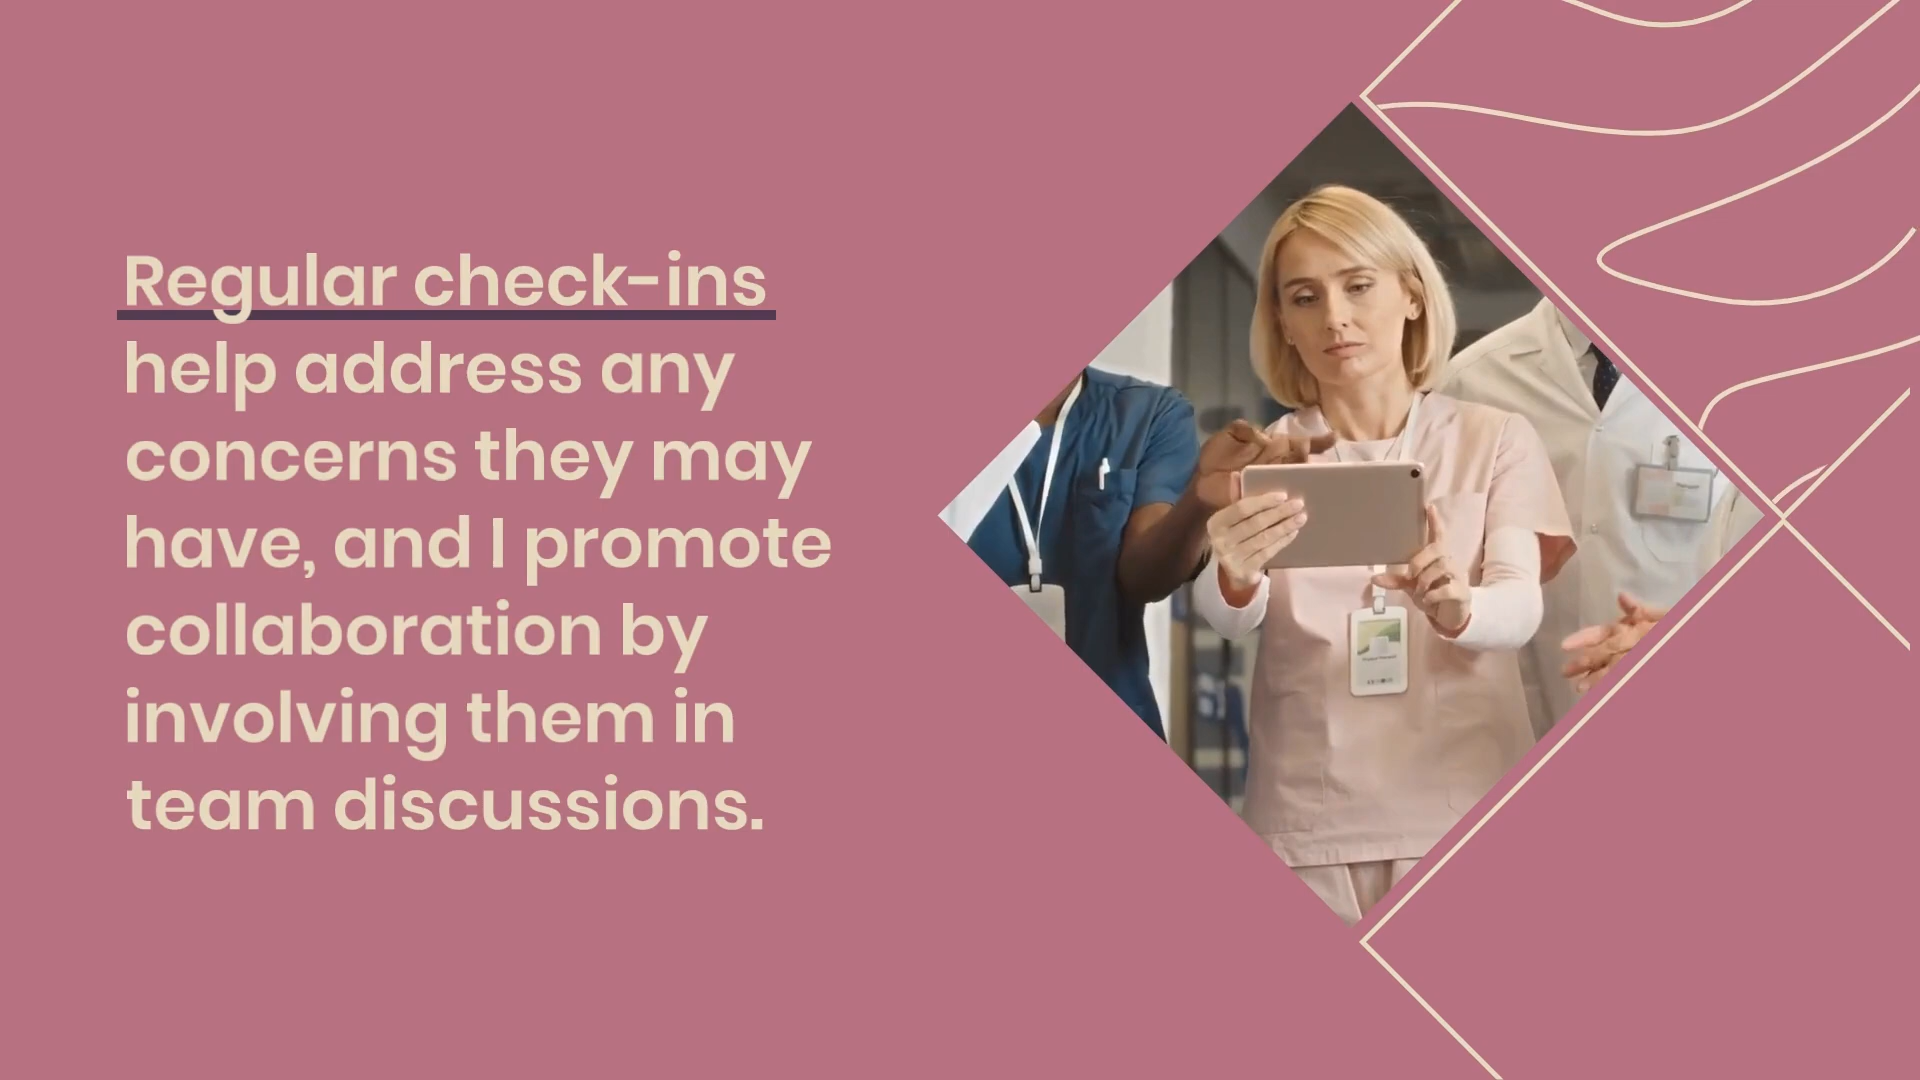 Regular check-ins
help address any
concerns they may
have, and I promote
collaboration by
involving them in
team discussions.